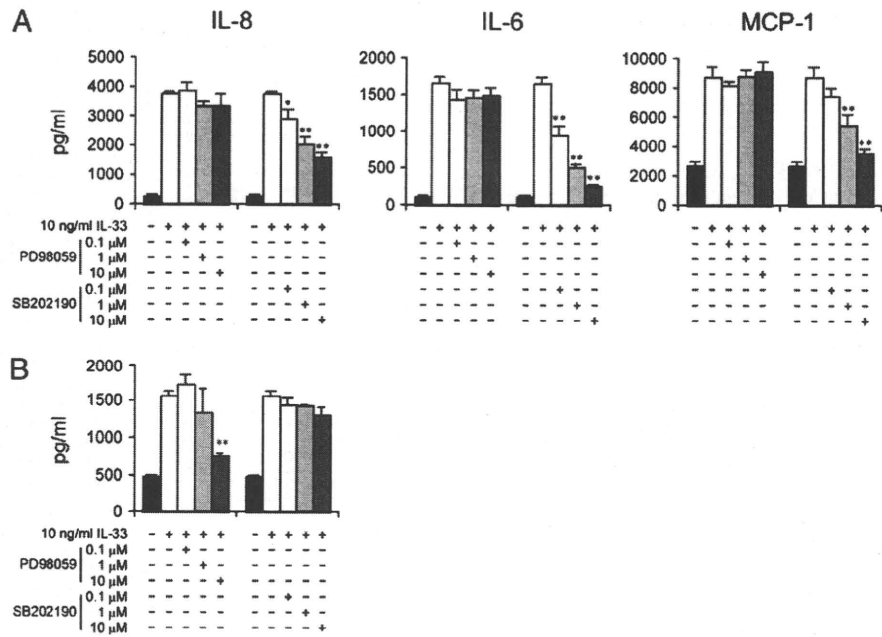 A
IL-8
IL-6
MCP-1
pg/ml
5000
4000
3000
2000
1000
0
2000
1500
1000
500
0
10000
8000
6000
4000
2000
0
*
**
**
**
**
**
**
**
10 ng/ml IL-33 - + + + + - + + + + - + + + + - + + + + - + + + + - + + + +
PD98059
0.1 μM - - + - - - - - - - - - + - - - - - - - - - + - - - - - - -
1 μM - - - + - - - - - - - - - + - - - - - - - - - + - - - - - -
10 μM - - - - + - - - - - - - - - + - - - - - - - - - + - - - - -
SB202190
0.1 μM - - - - - - - + - - - - - - - - - + - - - - - - - - - + - -
1 μM - - - - - - - - + - - - - - - - - - + - - - - - - - - - + -
10 μM - - - - - - - - - + - - - - - - - - - + - - - - - - - - - +
B
pg/ml
2000
1500
1000
500
0
**
10 ng/ml IL-33 - + + + + - + + + +
PD98059
0.1 μM - - + - - - - - - -
1 μM - - - + - - - - - -
10 μM - - - - + - - - - -
SB202190
0.1 μM - - - - - - - + - -
1 μM - - - - - - - - + -
10 μM - - - - - - - - - +